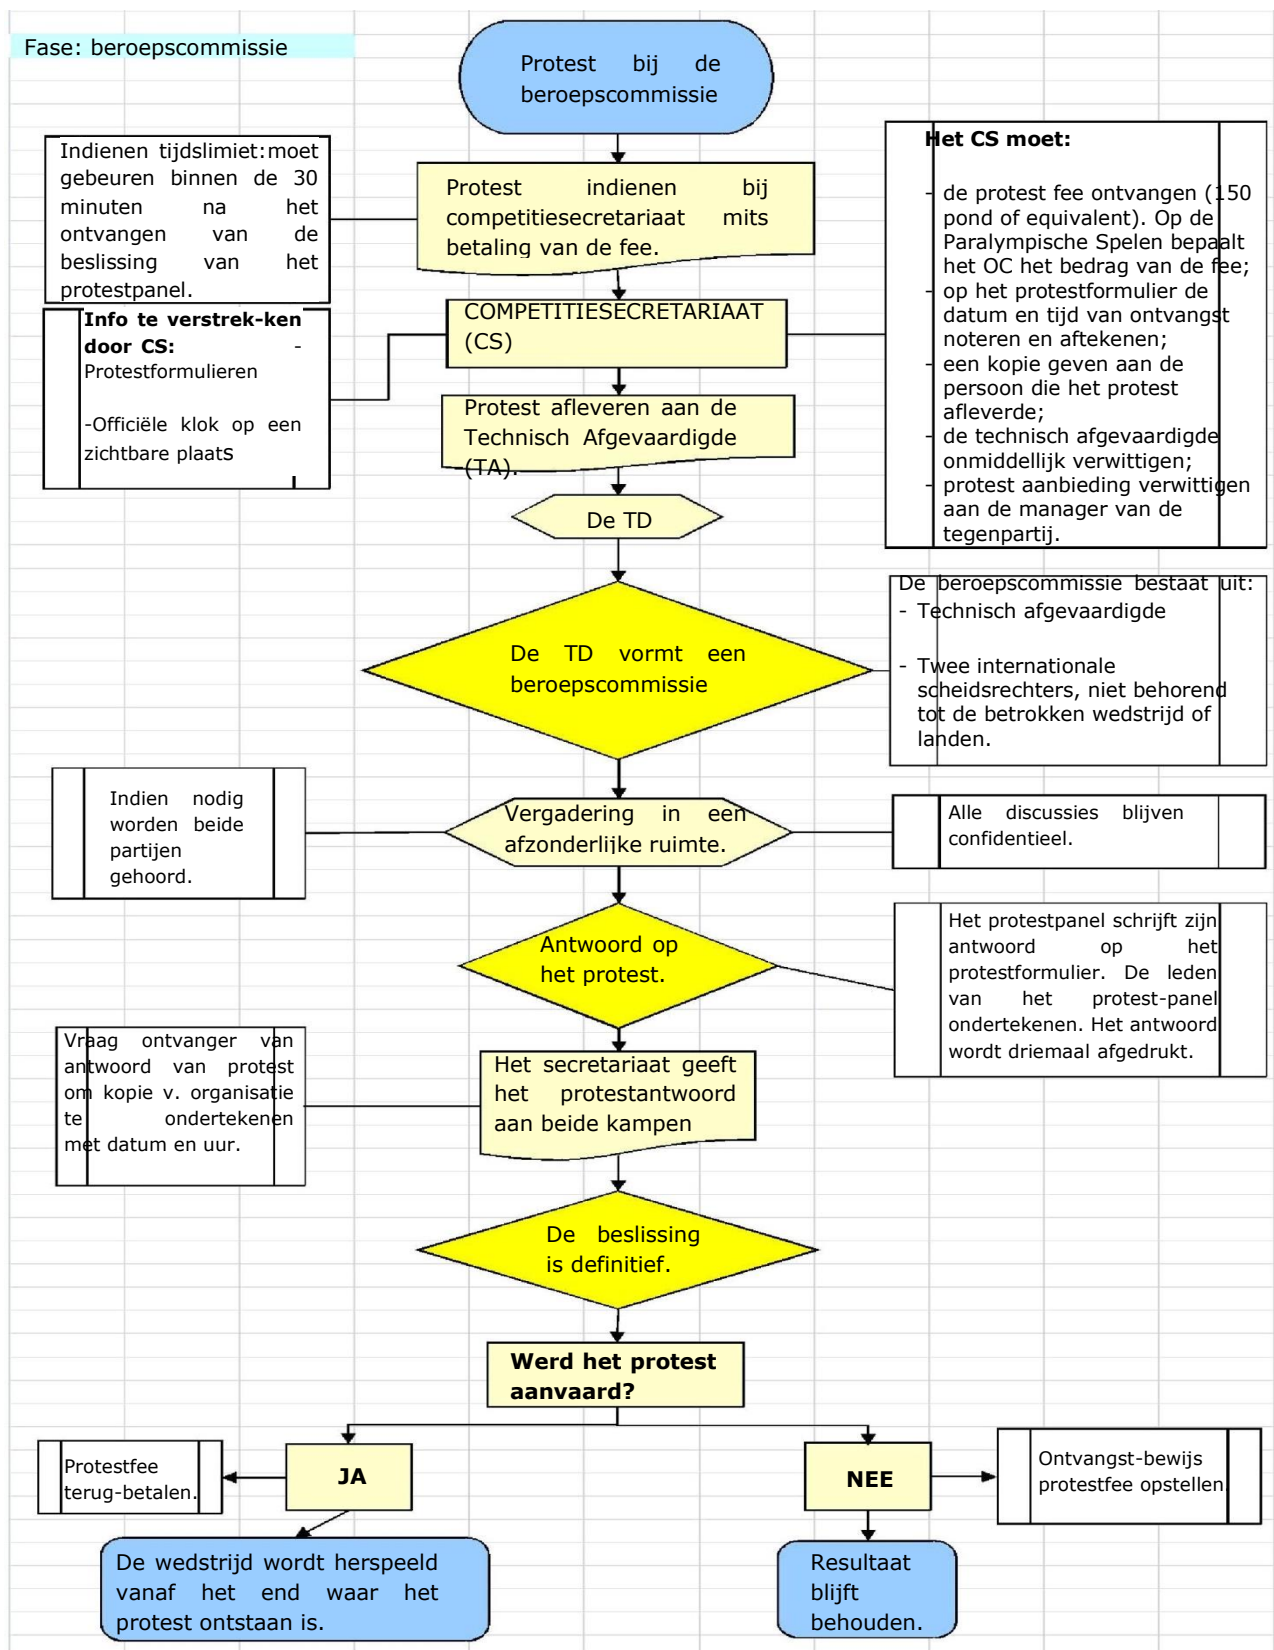 Fase: beroepscommissie
Protest bij de
beroepscommissie
Indienen tijdslimiet:moet
gebeuren binnen de 30
minuten na het
ontvangen van de
beslissing van het
protestpanel.
Protest indienen bij
competitiesecretariaat mits
betaling van de fee.
Het CS moet:
- de protest fee ontvangen (150
pond of equivalent). Op de
Paralympische Spelen bepaalt
het OC het bedrag van de fee;
- op het protestformulier de
datum en tijd van ontvangst
noteren en aftekenen;
- een kopie geven aan de
persoon die het protest
afleverde;
- de technisch afgevaardigde
onmiddellijk verwittigen;
- protest aanbieding verwittigen
aan de manager van de
tegenpartij.
Info te verstrek-ken
door CS: -
Protestformulieren
-Officiële klok op een
zichtbare plaats
COMPETITIESECRETARIAAT
(CS)
Protest afleveren aan de
Technisch Afgevaardigde
(TA).
De TD
De TD vormt een
beroepscommissie
De beroepscommissie bestaat uit:
- Technisch afgevaardigde
- Twee internationale
scheidsrechters, niet behorend
tot de betrokken wedstrijd of
landen.
Indien nodig
worden beide
partijen
gehoord.
Vergadering in een
afzonderlijke ruimte.
Alle discussies blijven
confidentieel.
Antwoord op
het protest.
Het protestpanel schrijft zijn
antwoord op het
protestformulier. De leden
van het protest-panel
ondertekenen. Het antwoord
wordt driemaal afgedrukt.
Vraag ontvanger van
antwoord van protest
om kopie v. organisatie
te ondertekenen
met datum en uur.
Het secretariaat geeft
het protestantwoord
aan beide kampen
De beslissing
is definitief.
Werd het protest
aanvaard?
Protestfee
terug-betalen.
JA
NEE
Ontvangst-bewijs
protestfee opstellen.
De wedstrijd wordt herspeeld
vanaf het end waar het
protest ontstaan is.
Resultaat
blijft
behouden.